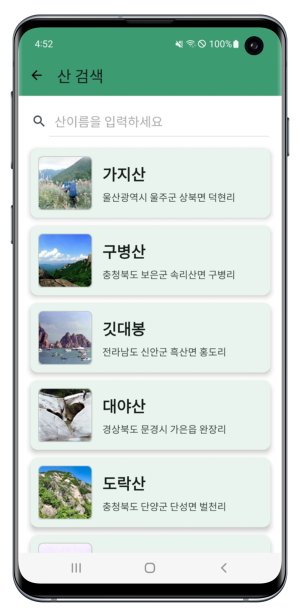 4:52
100%
산 검색
산이름을 입력하세요
가지산
울산광역시 울주군 상북면 덕현리
구병산
충청북도 보은군 속리산면 구병리
깃대봉
전라남도 신안군 흑산면 홍도리
대야산
경상북도 문경시 가은읍 완장리
도락산
충청북도 단양군 단성면 벌천리